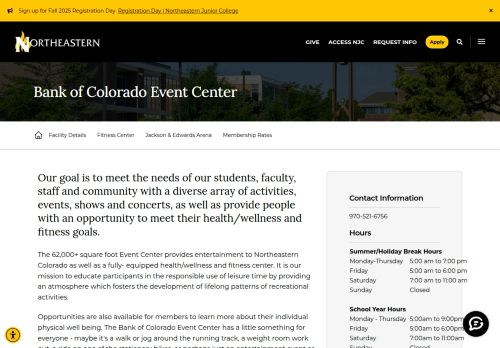 Sign up for Fall 2025 Registration Day Registration Day | Northeastern Junior College
NORTHEASTERN
GIVE ACCESS NJC REQUEST INFO Apply
Bank of Colorado Event Center
Facility Details Fitness Center Jackson & Edwards Arena Membership Rates
Our goal is to meet the needs of our students, faculty,
staff and community with a diverse array of activities,
events, shows and concerts, as well as provide people
with an opportunity to meet their health/wellness and
fitness goals.
The 62,000+ square foot Event Center provides entertainment to Northeastern
Colorado as well as a fully- equipped health/wellness and fitness center. It is our
mission to educate participants in the responsible use of leisure time by providing
an atmosphere which fosters the development of lifelong patterns of recreational
activities.
Opportunities are also available for members to learn more about their individual
physical well being. The Bank of Colorado Event Center has a little something for
everyone - maybe it's a walk or jog around the running track, a weight room work
Contact Information
970-521-6756
Hours
Summer/Holiday Break Hours
Monday-Thursday 5:00 am to 7:00 pm
Friday 5:00 am to 6:00 pm
Saturday 7:00 am to 11:00 am
Sunday Closed
School Year Hours
Monday - Thursday 5:00am to 9:00pm
Friday 5:00am to 6:00pm
Saturday 7:00am to 11:00am
Sunday Closed